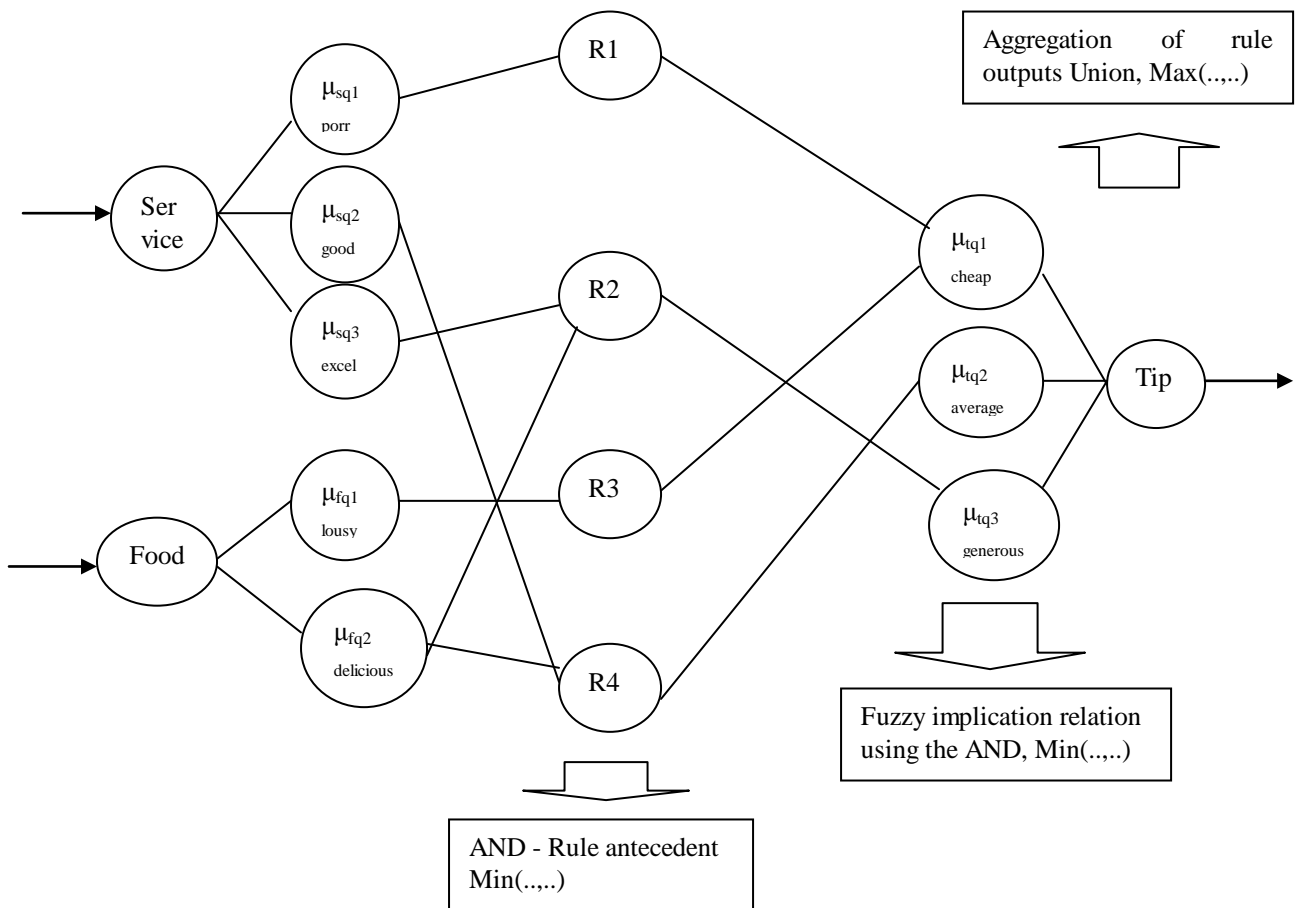 Aggregation of rule
outputs Union, Max(..,..)
R1
μsq1
porr
Ser
vice
μsq2
good
μsq3
excel
R2
μtq1
cheap
μtq2
average
Tip
μfq1
lousy
R3
μtq3
generous
Food
μfq2
delicious
R4
Fuzzy implication relation
using the AND, Min(..,..)
AND - Rule antecedent
Min(..,..)